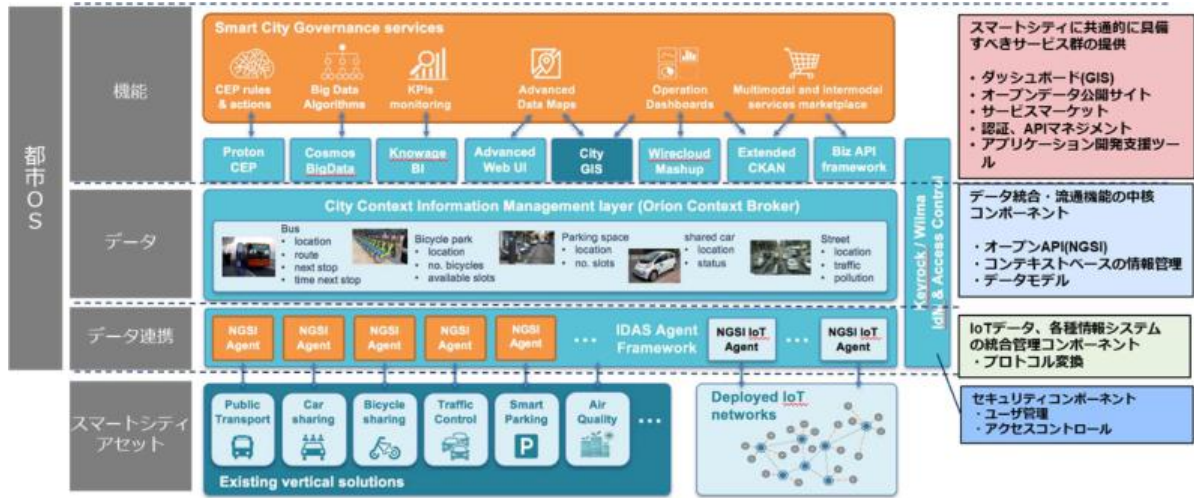 都市OS
機能
データ
データ連携
スマートシティ
アセット
Smart City Governance services
CEP rules
& actions
Big Data
Algorithms
KPIs
monitoring
Advanced
Data Maps
Operation
Dashboards
Multimodal and Intermodal
services marketplace
Proton
CEP
Cosmos
BIgData
Knowage
BI
Advanced
Web UI
City
GIS
Wirecloud
Mashup
Extended
CKAN
Biz API
framework
City Context Information Management layer (Orion Context Broker)
Bus
• location
• route
• next stop
• time next stop
Bicycle park
• location
• no. bicycles
• available slots
Parking space
• location
• no. slots
shared car
• location
• status
Street
• location
• traffic
• pollution
Keyrock / Wilma
IdM & Access Control
NGSI
Agent
NGSI
Agent
NGSI
Agent
NGSI
Agent
NGSI
Agent
•••
IDAS Agent
Framework
NGSI IoT
Agent
•••
NGSI IoT
Agent
Public
Transport
Car
sharing
Bicycle
sharing
Traffic
Control
Smart
Parking
P
Air
Quality
•••
Existing vertical solutions
Deployed IoT
networks
スマートシティに共通的に具備
すべきサービス群の提供
・ダッシュボード(GIS)
・オープンデータ公開サイト
・サービスマーケット
・認証、APIマネジメント
・アプリケーション開発支援ツー
ル
データ統合・流通機能の中核
コンポーネント
・オープンAPI(NGSI)
・コンテキストベースの情報管理
・データモデル
IoTデータ、各種情報システム
の統合管理コンポーネント
・プロトコル変換
セキュリティコンポーネント
・ユーザ管理
・アクセスコントロール